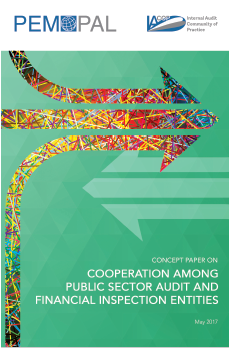 PEMPAL
IACOP
Internal Audit
Community of
Practice
CONCEPT PAPER ON
COOPERATION AMONG
PUBLIC SECTOR AUDIT AND
FINANCIAL INSPECTION ENTITIES
May 2017